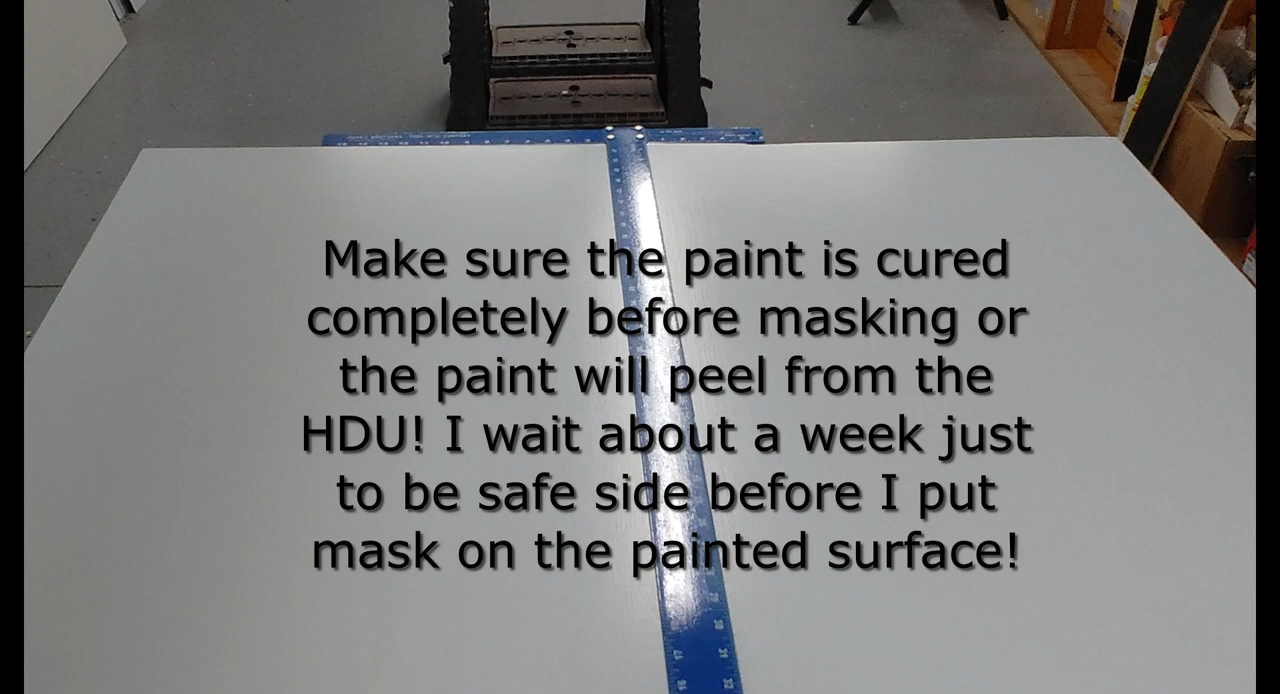 Make sure the paint is cured
completely before masking or
the paint will peel from the
HDU! I wait about a week just
to be safe side before I put
mask on the painted surface!